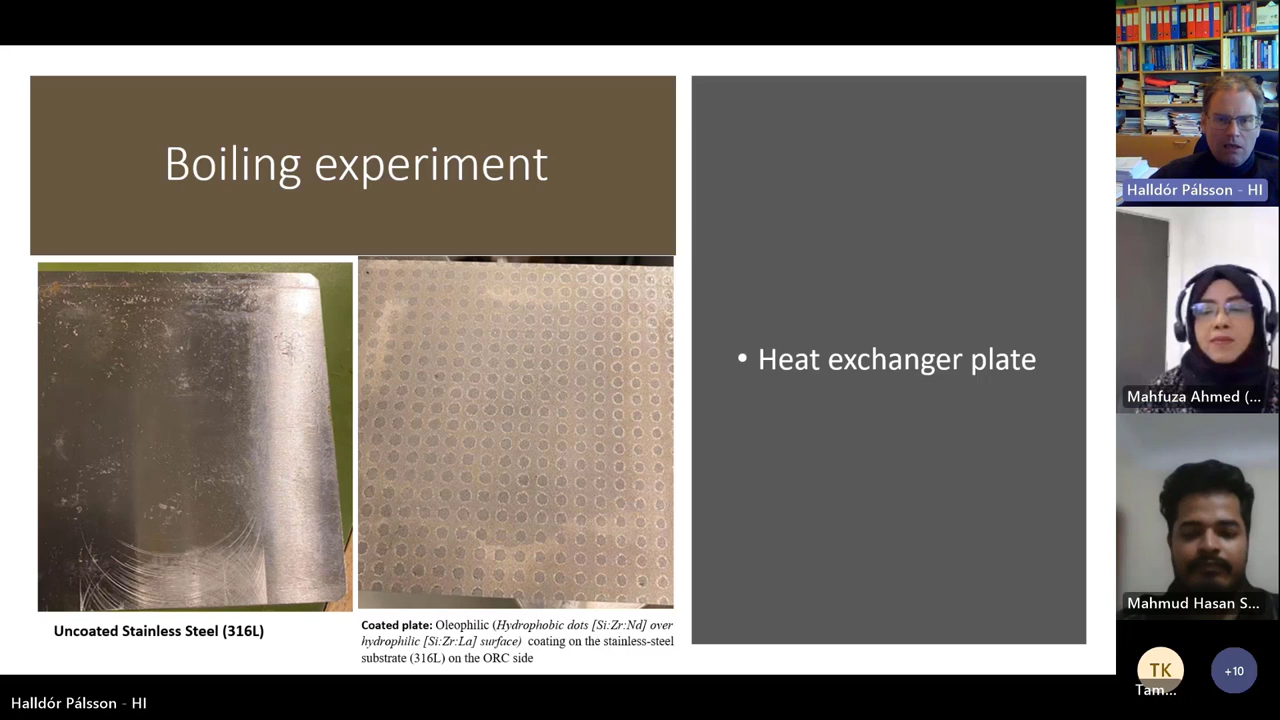 Boiling experiment
• Heat exchanger plate
Uncoated Stainless Steel (316L)
Coated plate: Oleophilic (Hydrophobic dots [Si:Zr:Nd] over
hydrophilic [Si:Zr:La] surface) coating on the stainless-steel
substrate (316L) on the ORC side
Halldór Pálsson - HI
Mahfuza Ahmed (...
Mahmud Hasan S...
TK
Tam...
+10
Halldór Pálsson - HI